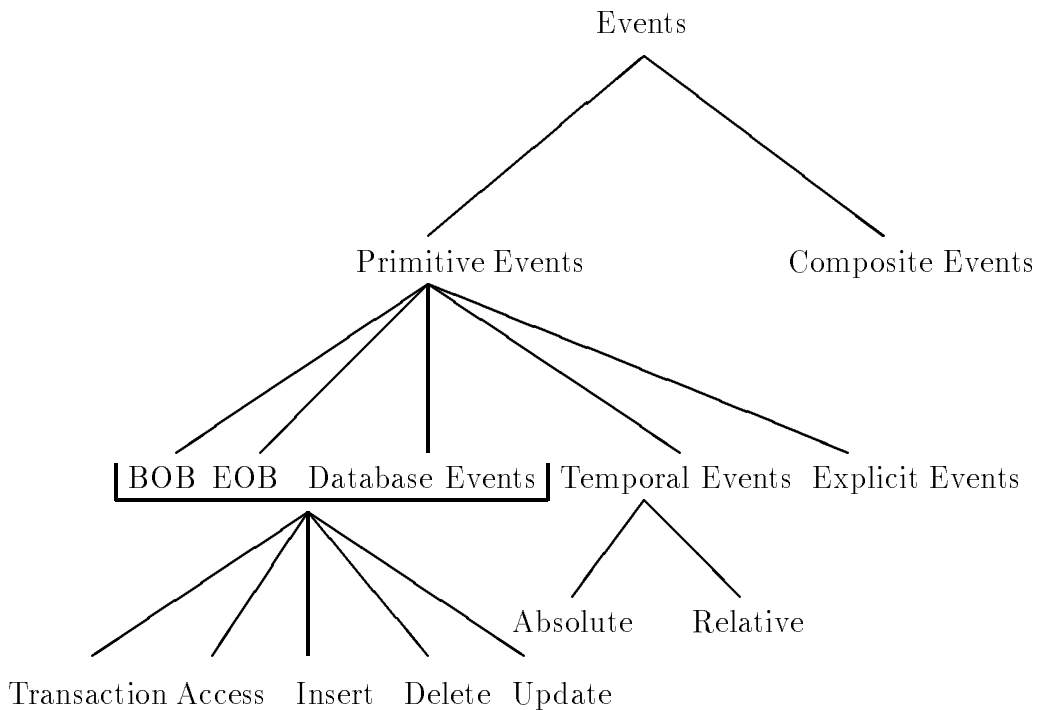 Events
Primitive Events Composite Events
BOB EOB Database Events Temporal Events Explicit Events
Absolute Relative
Transaction Access Insert Delete Update